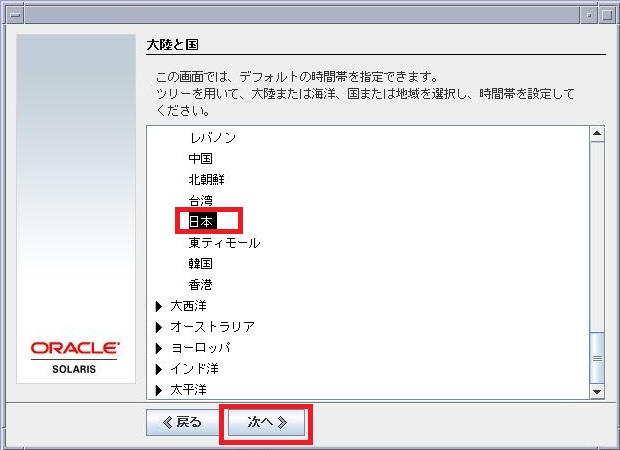 大陸と国
この画面では、デフォルトの時間帯を指定できます。
ツリーを用いて、大陸または海洋、国または地域を選択し、時間帯を設定して
ください。
レバノン
中国
北朝鮮
台湾
日本
東ティモール
韓国
香港
大西洋
オーストラリア
ヨーロッパ
インド洋
太平洋
ORACLE
SOLARIS
戻る
次へ